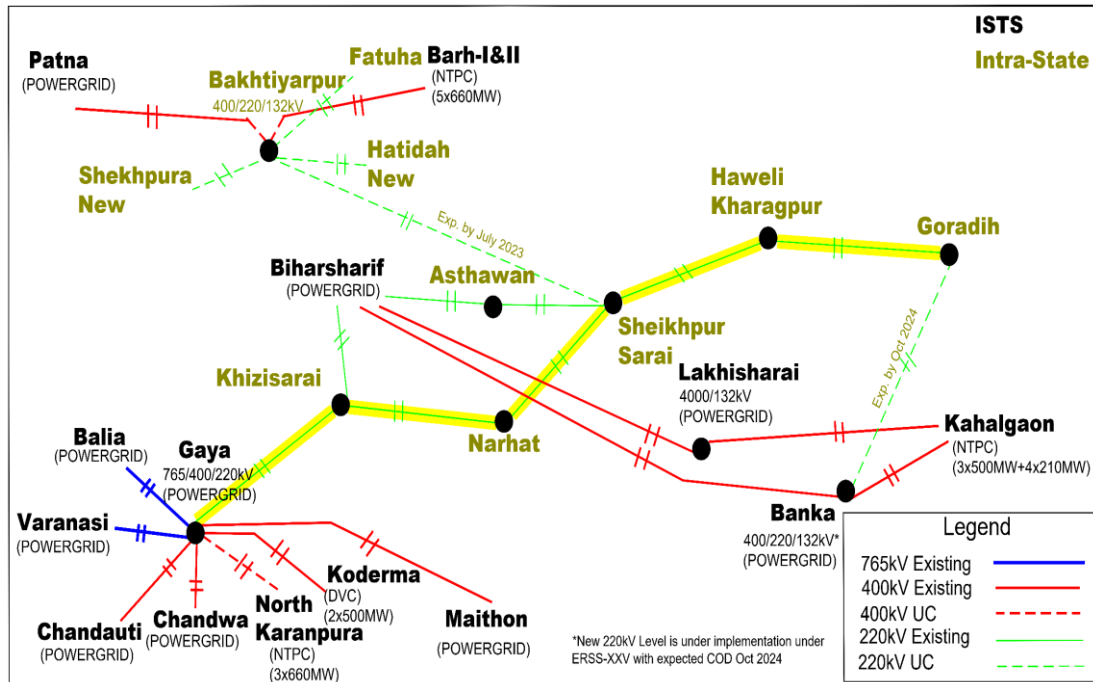 ISTS
Intra-State
Patna
(POWERGRID)
Bakhtiyarpur
400/220/132kV
Fatuha
Barh-I&II
(NTPC)
(5x660MW)
Shekhpura
New
Hatidah
New
Exp. by July 2023
Haweli
Kharagpur
Goradih
Biharsharif
(POWERGRID)
Asthawan
Sheikhpur
Sarai
Exp. by Oct 2024
Khizisarai
Narhat
Lakhisharai
4000/132kV
(POWERGRID)
Kahalgaon
(NTPC)
(3x500MW+4x210MW)
Balia
(POWERGRID)
Gaya
765/400/220kV
(POWERGRID)
Varanasi
(POWERGRID)
Banka
400/220/132kV*
(POWERGRID)
Chandauti
(POWERGRID)
Chandwa
(POWERGRID)
North
Karanpura
(NTPC)
(3x660MW)
Koderma
(DVC)
(2x500MW)
Maithon
(POWERGRID)
*New 220kV Level is under implementation under
ERSS-XXV with expected COD Oct 2024
Legend
765kV Existing
400kV Existing
400kV UC
220kV Existing
220kV UC